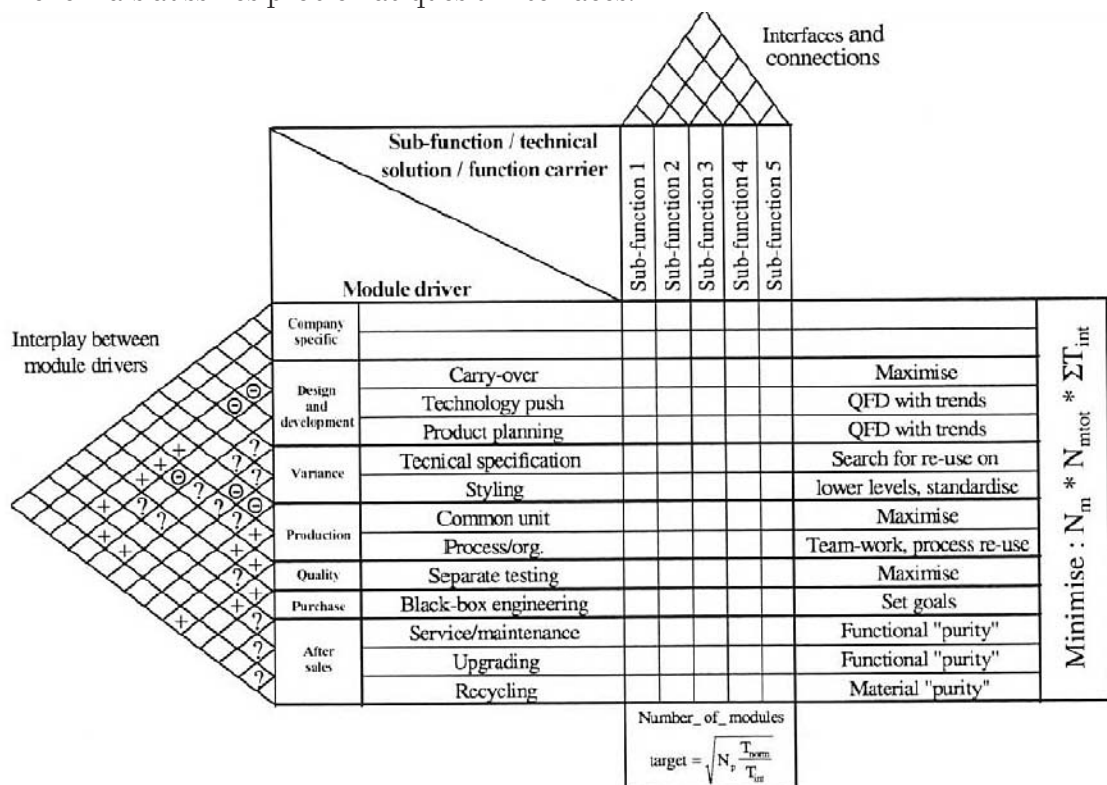 Interfaces and
connections
Sub-function / technical
solution / function carrier
Module driver
Sub-function 1
Sub-function 2
Sub-function 3
Sub-function 4
Sub-function 5
Interplay between
module drivers
Company
specific
Design
and
development
Carry-over
Maximise
Technology push
QFD with trends
Product planning
QFD with trends
Variance
Tecnical specification
Search for re-use on
Styling
lower levels, standardise
Production
Common unit
Maximise
Process/org.
Team-work, process re-use
Quality
Separate testing
Maximise
Purchase
Black-box engineering
Set goals
After
sales
Service/maintenance
Functional "purity"
Upgrading
Functional "purity"
Recycling
Material "purity"
Minimise : Nm * Nmtot * ΣTint
Number_of_modules
target = √Np Tnorm/Tint